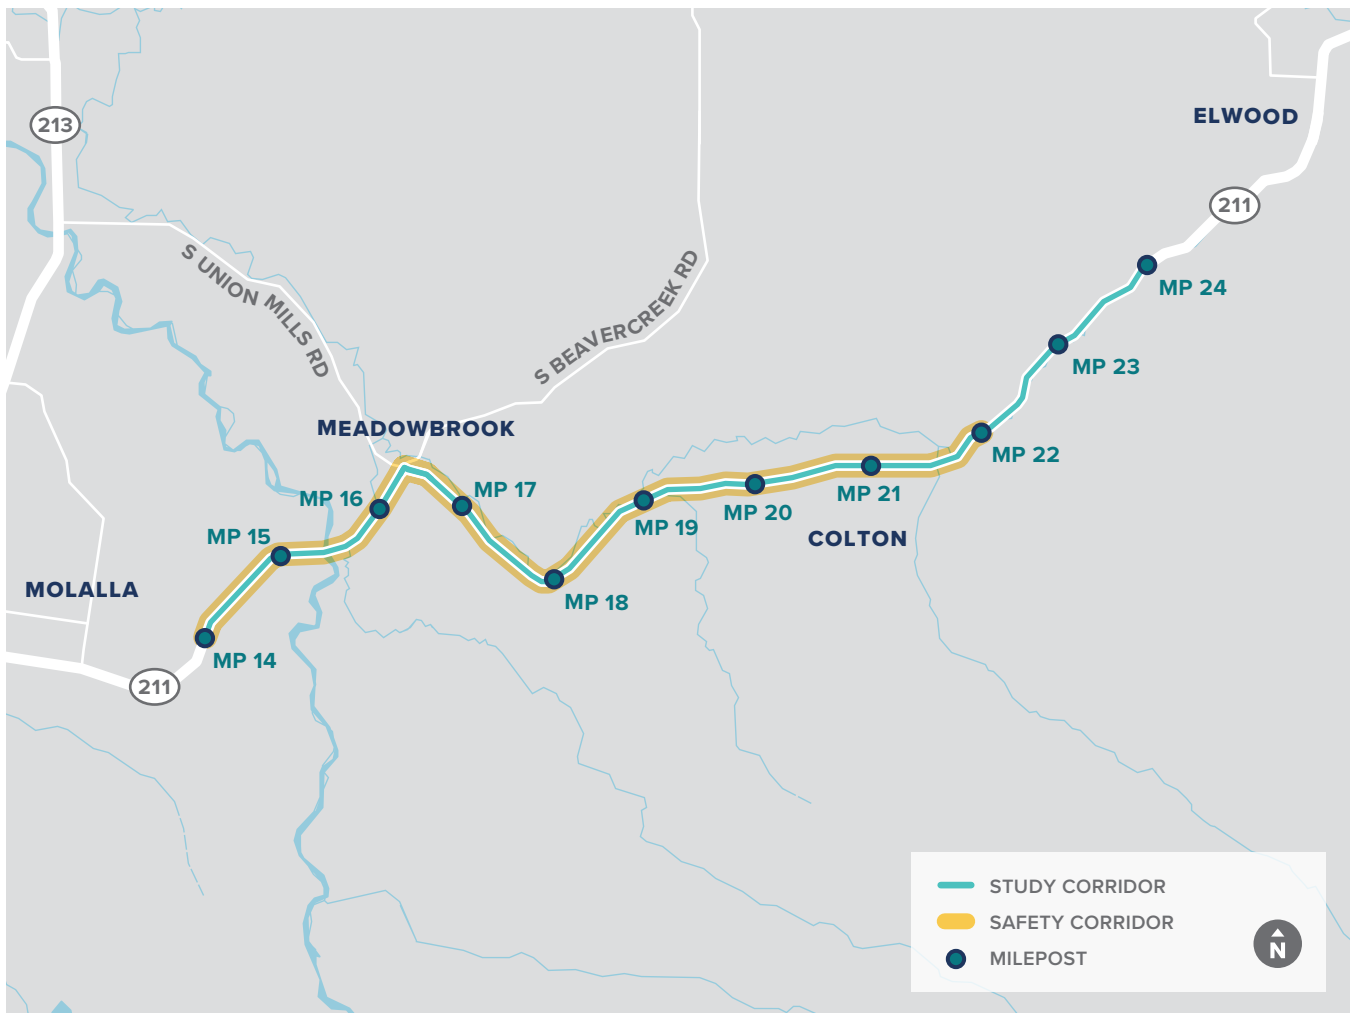 ELWOOD
213
211
S UNION MILLS RD
S BEAVERCREEK RD
MP 24
MP 23
MEADOWBROOK
MP 22
MP 17
MP 16
MP 21
MP 20
MP 19
MP 15
COLTON
MOLALLA
MP 18
MP 14
211
STUDY CORRIDOR
SAFETY CORRIDOR
MILEPOST
N